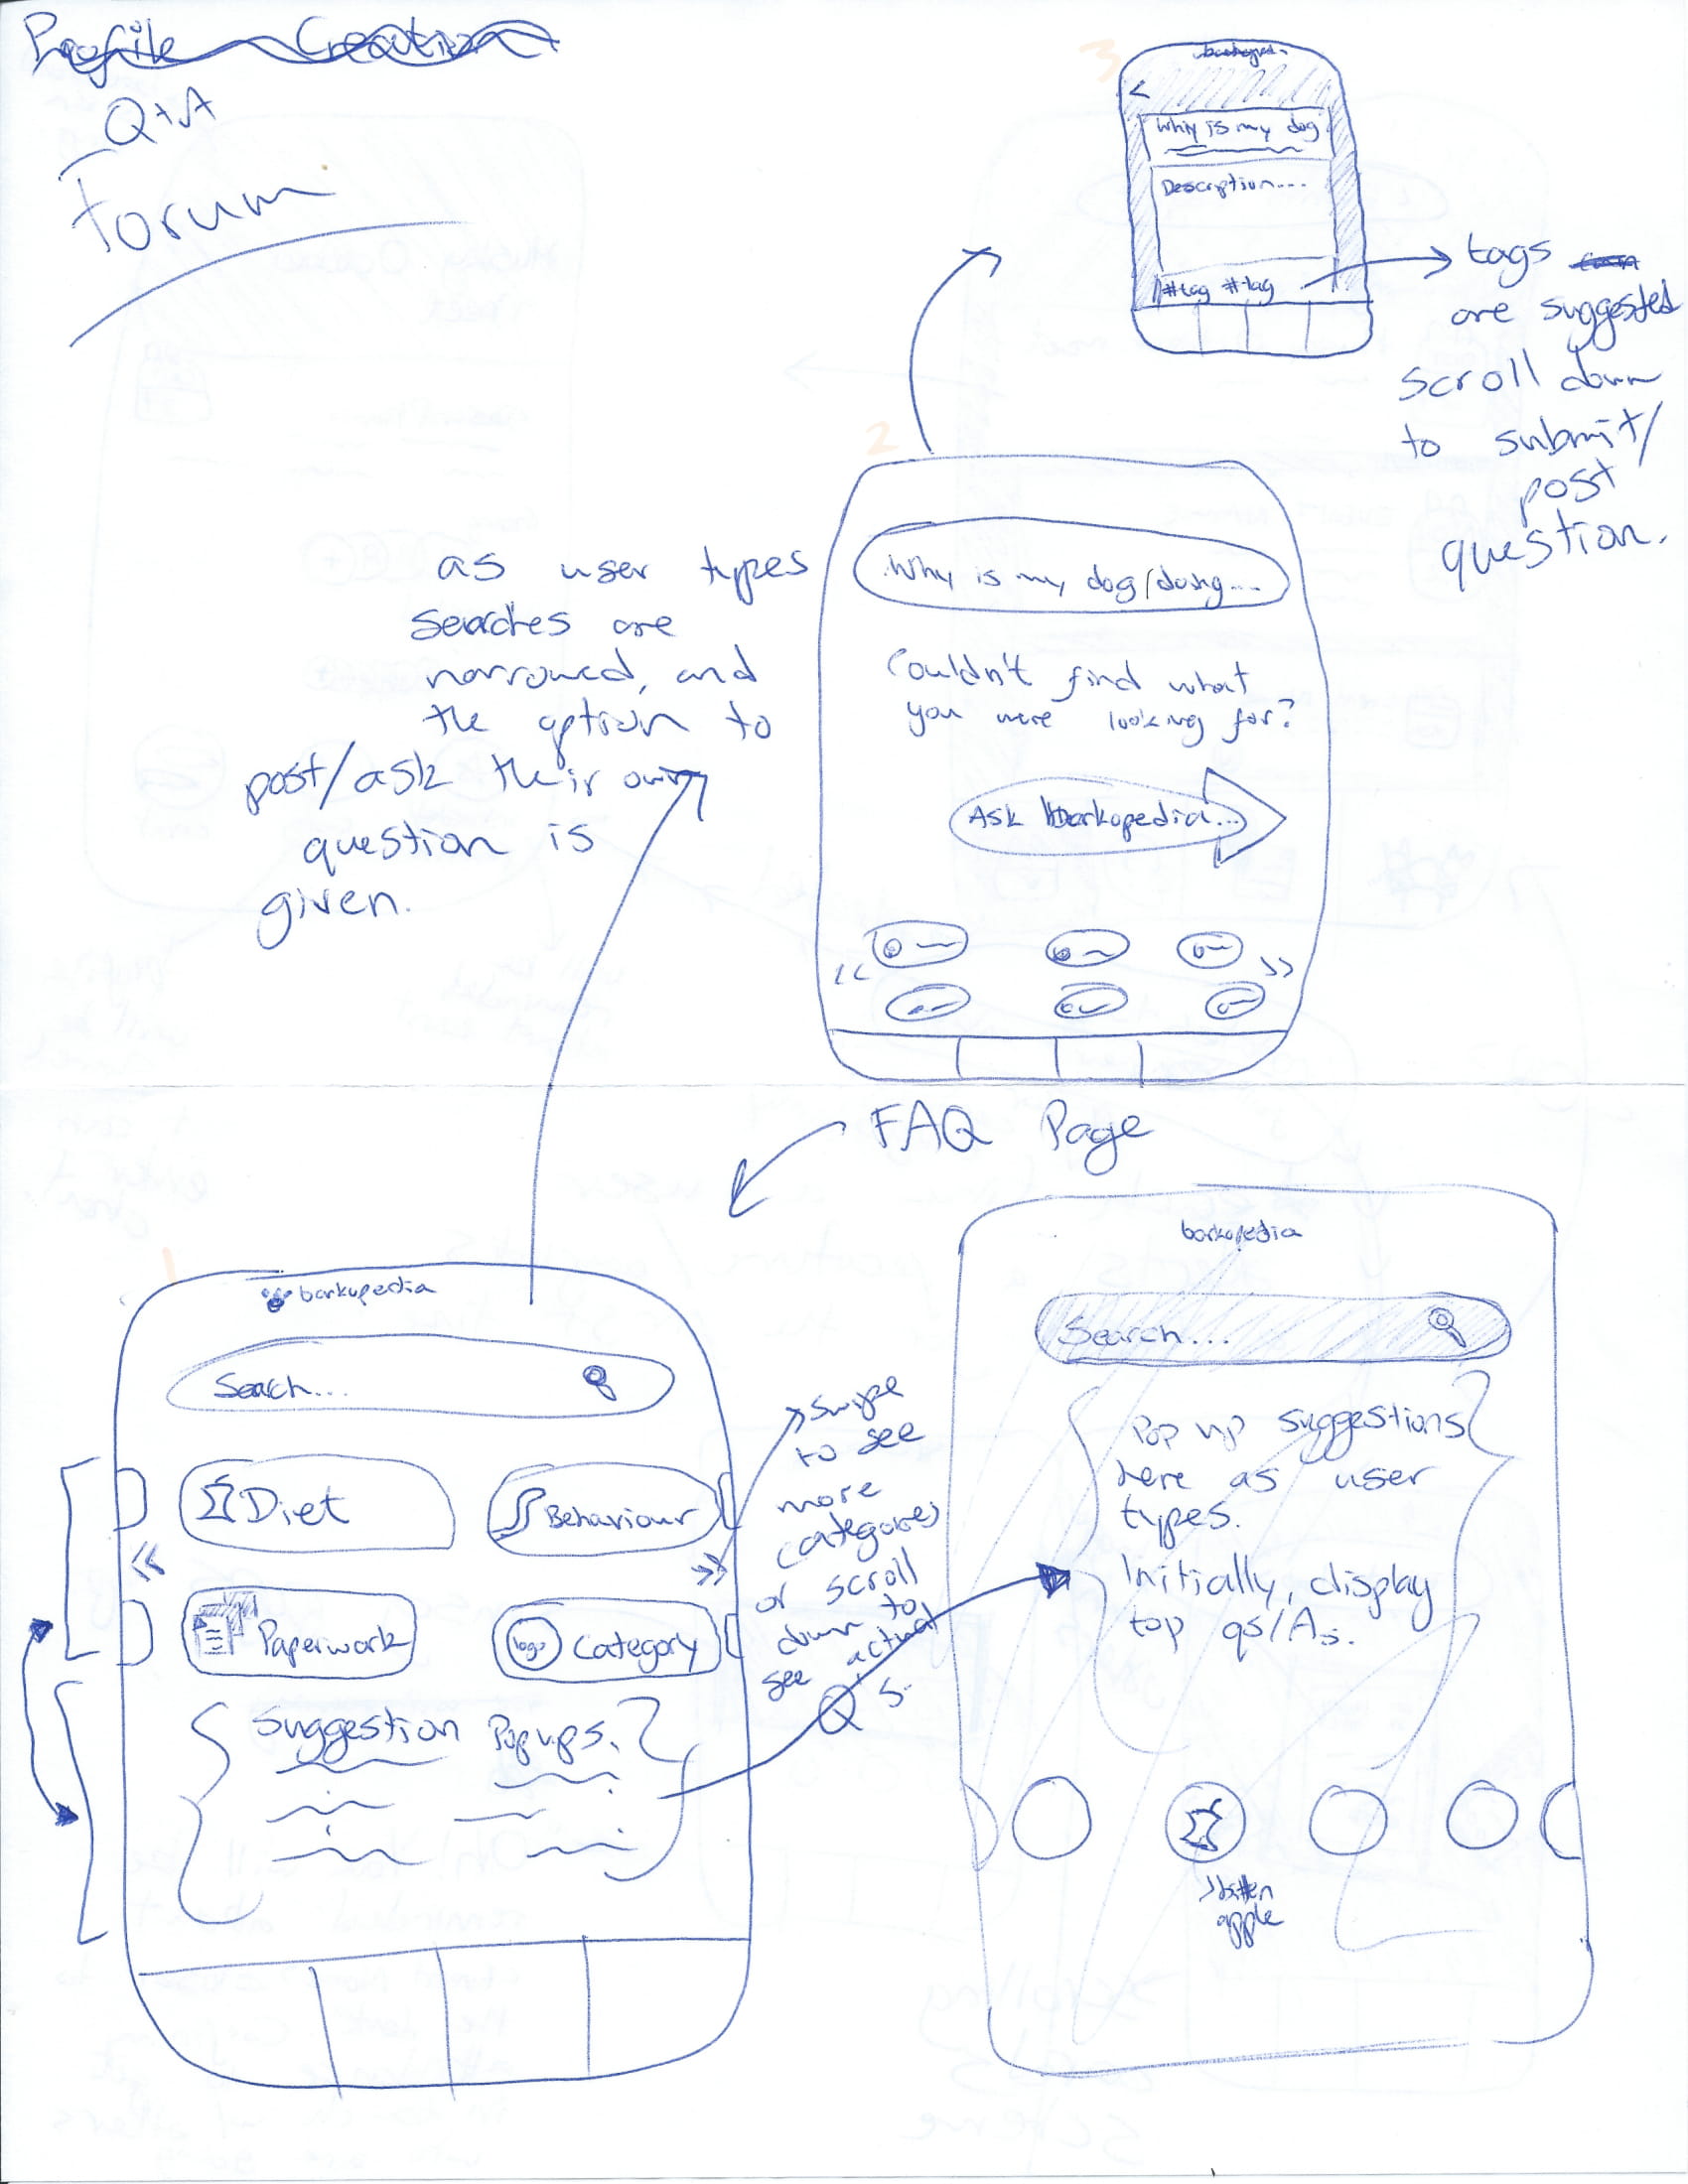 Profile Creation
Q+A
Forum
3
<
Why is my dog
Description...
#tag #tag
tags
are suggested
scroll down
to submit/
post
question.
2
Why is my dog/doing...
Couldn't find what
you were looking for?
Ask Barkopedia...
<< >>
as user types
searches are
narrowed, and
the option to
post/ask their own
question is
given.
FAQ Page
1
barkopedia
Search...
Diet
Behaviour
<< >>
Paperwork
logo Category
Suggestion Pop ups.
swipe
to see
more
categories
or scroll
down to
see actual
Qs.
barkopedia
Search...
Pop up suggestions
here as user
types.
Initially, display
top qs/As.
apple